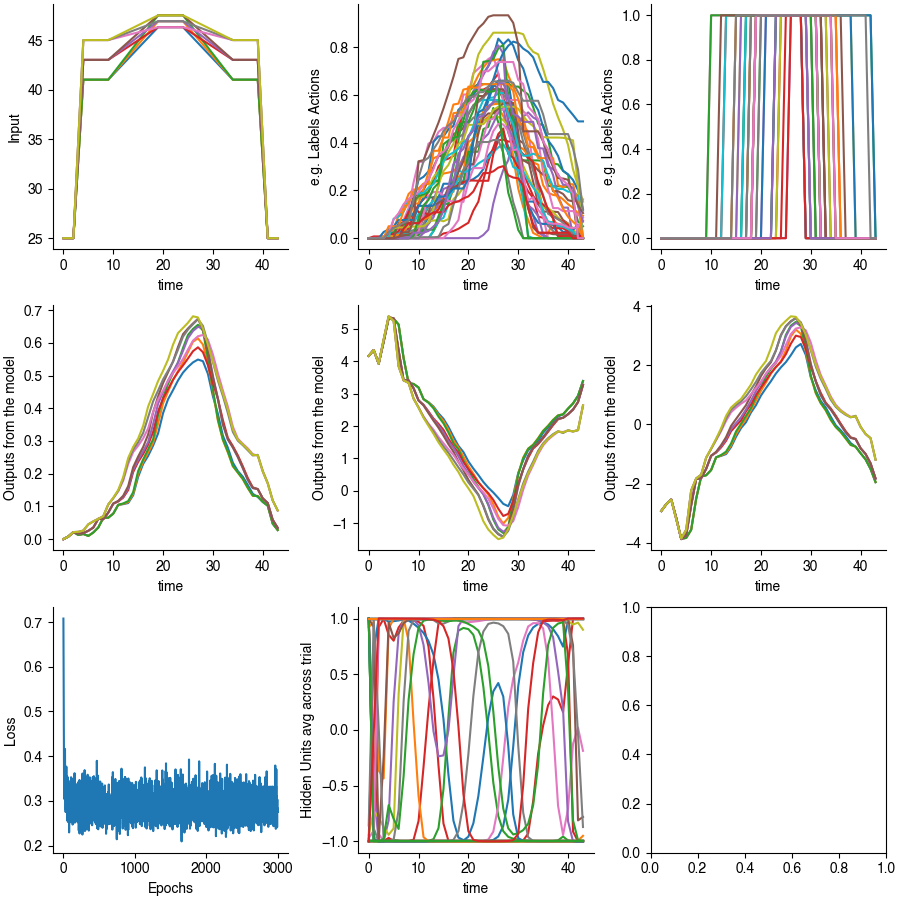 45
40
35
30
25
Input
0 10 20 30 40
time
0.8
0.6
0.4
0.2
0.0
e.g. Labels Actions
0 10 20 30 40
time
1.0
0.8
0.6
0.4
0.2
0.0
e.g. Labels Actions
0 10 20 30 40
time
0.7
0.6
0.5
0.4
0.3
0.2
0.1
0.0
Outputs from the model
0 10 20 30 40
time
5
4
3
2
1
0
−1
Outputs from the model
0 10 20 30 40
time
4
2
0
−2
−4
Outputs from the model
0 10 20 30 40
time
0.7
0.6
0.5
0.4
0.3
0.2
Loss
0 1000 2000 3000
Epochs
1.0
0.5
0.0
−0.5
−1.0
Hidden Units avg across trial
0 10 20 30 40
time
1.0
0.8
0.6
0.4
0.2
0.0
0.0 0.2 0.4 0.6 0.8 1.0